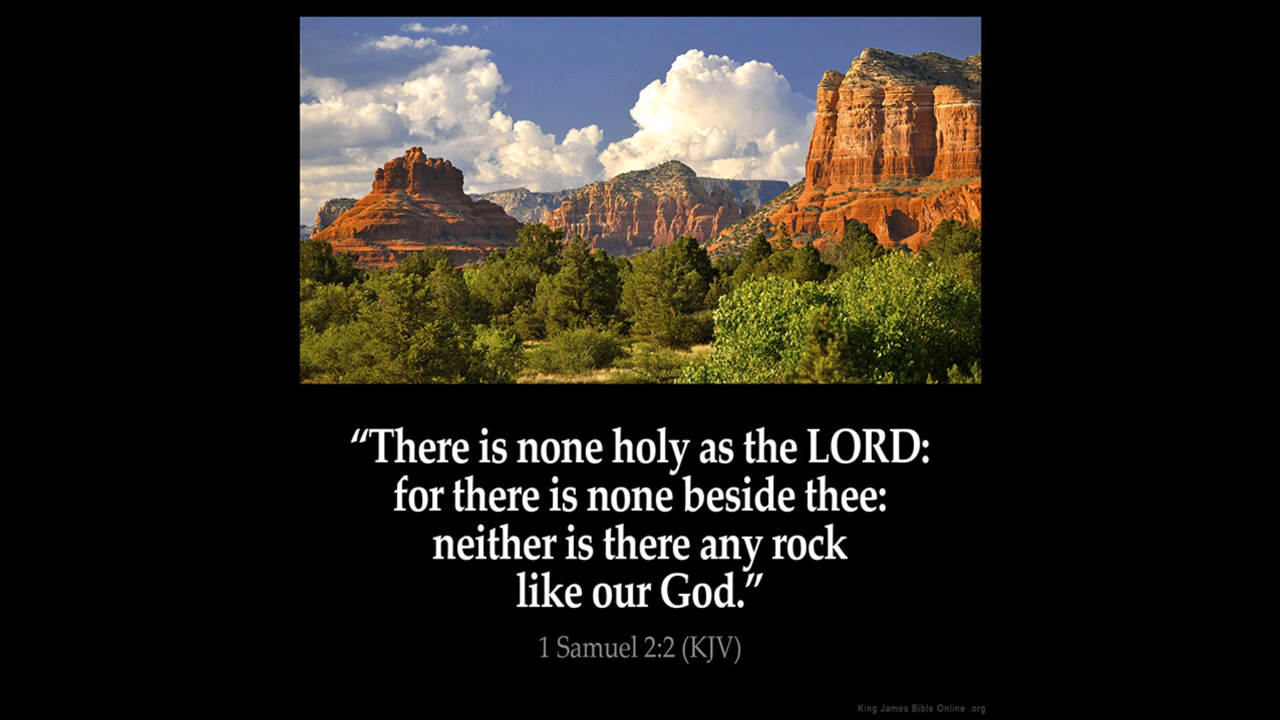 “There is none holy as the LORD:
for there is none beside thee:
neither is there any rock
like our God.”
1 Samuel 2:2 (KJV)
King James Bible Online .org